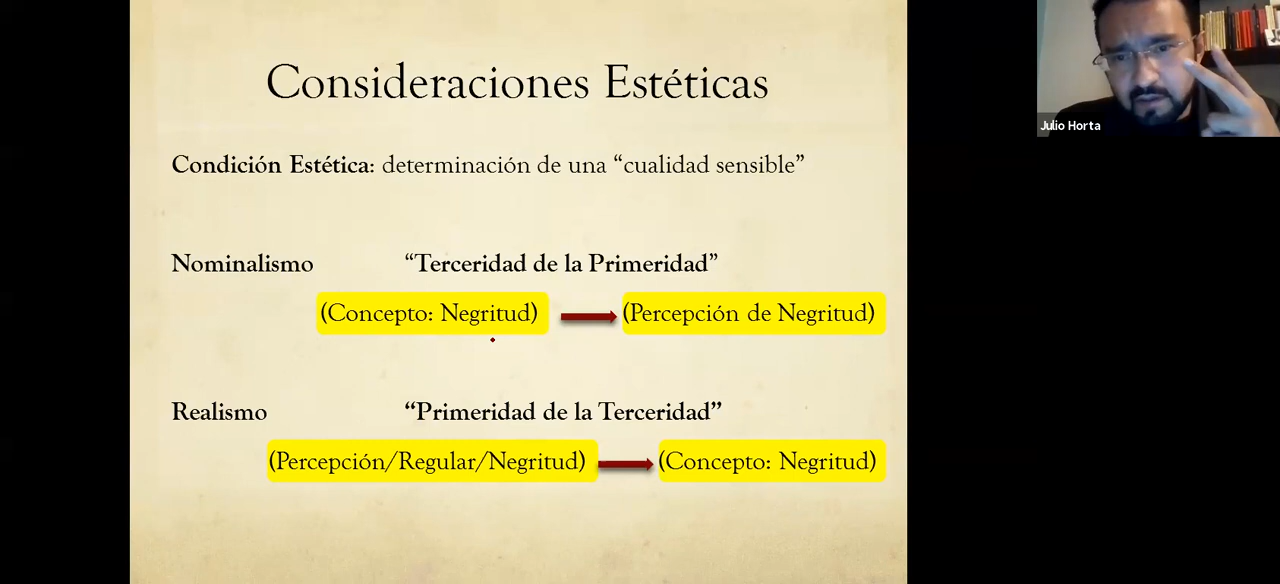 Consideraciones Estéticas
Condición Estética: determinación de una “cualidad sensible”
Nominalismo “Terceridad de la Primeridad”
(Concepto: Negritud) (Percepción de Negritud)
Realismo “Primeridad de la Terceridad”
(Percepción/Regular/Negritud) (Concepto: Negritud)
Julio Horta